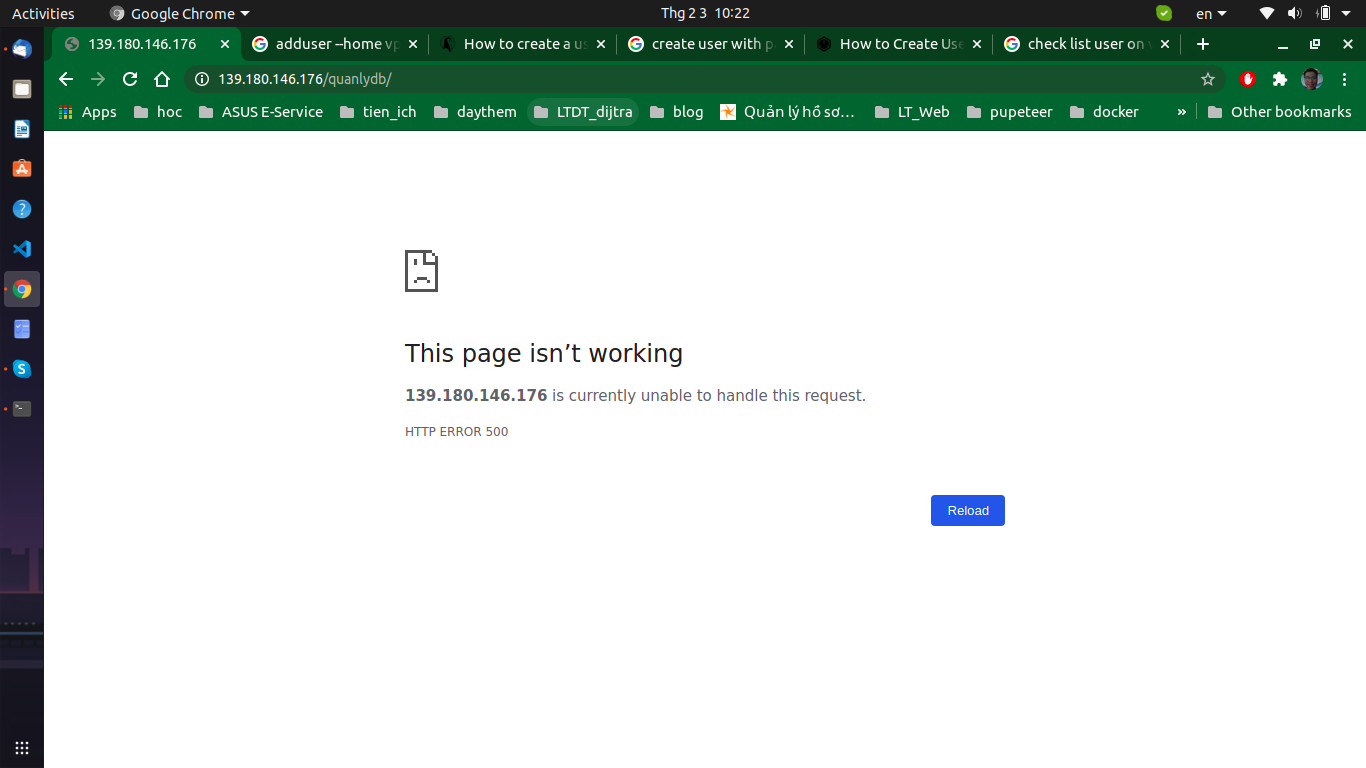 Activities Google Chrome Thg 2 3 10:22 en
139.180.146.176 adduser --home vp How to create a us create user with p How to Create Use check list user on v
139.180.146.176/quanlydb/
Apps hoc ASUS E-Service tien_ich daythem LTDT_dijtra blog Quản lý hồ sơ… LT_Web pupeteer docker » Other bookmarks
This page isn’t working
139.180.146.176 is currently unable to handle this request.
HTTP ERROR 500
Reload